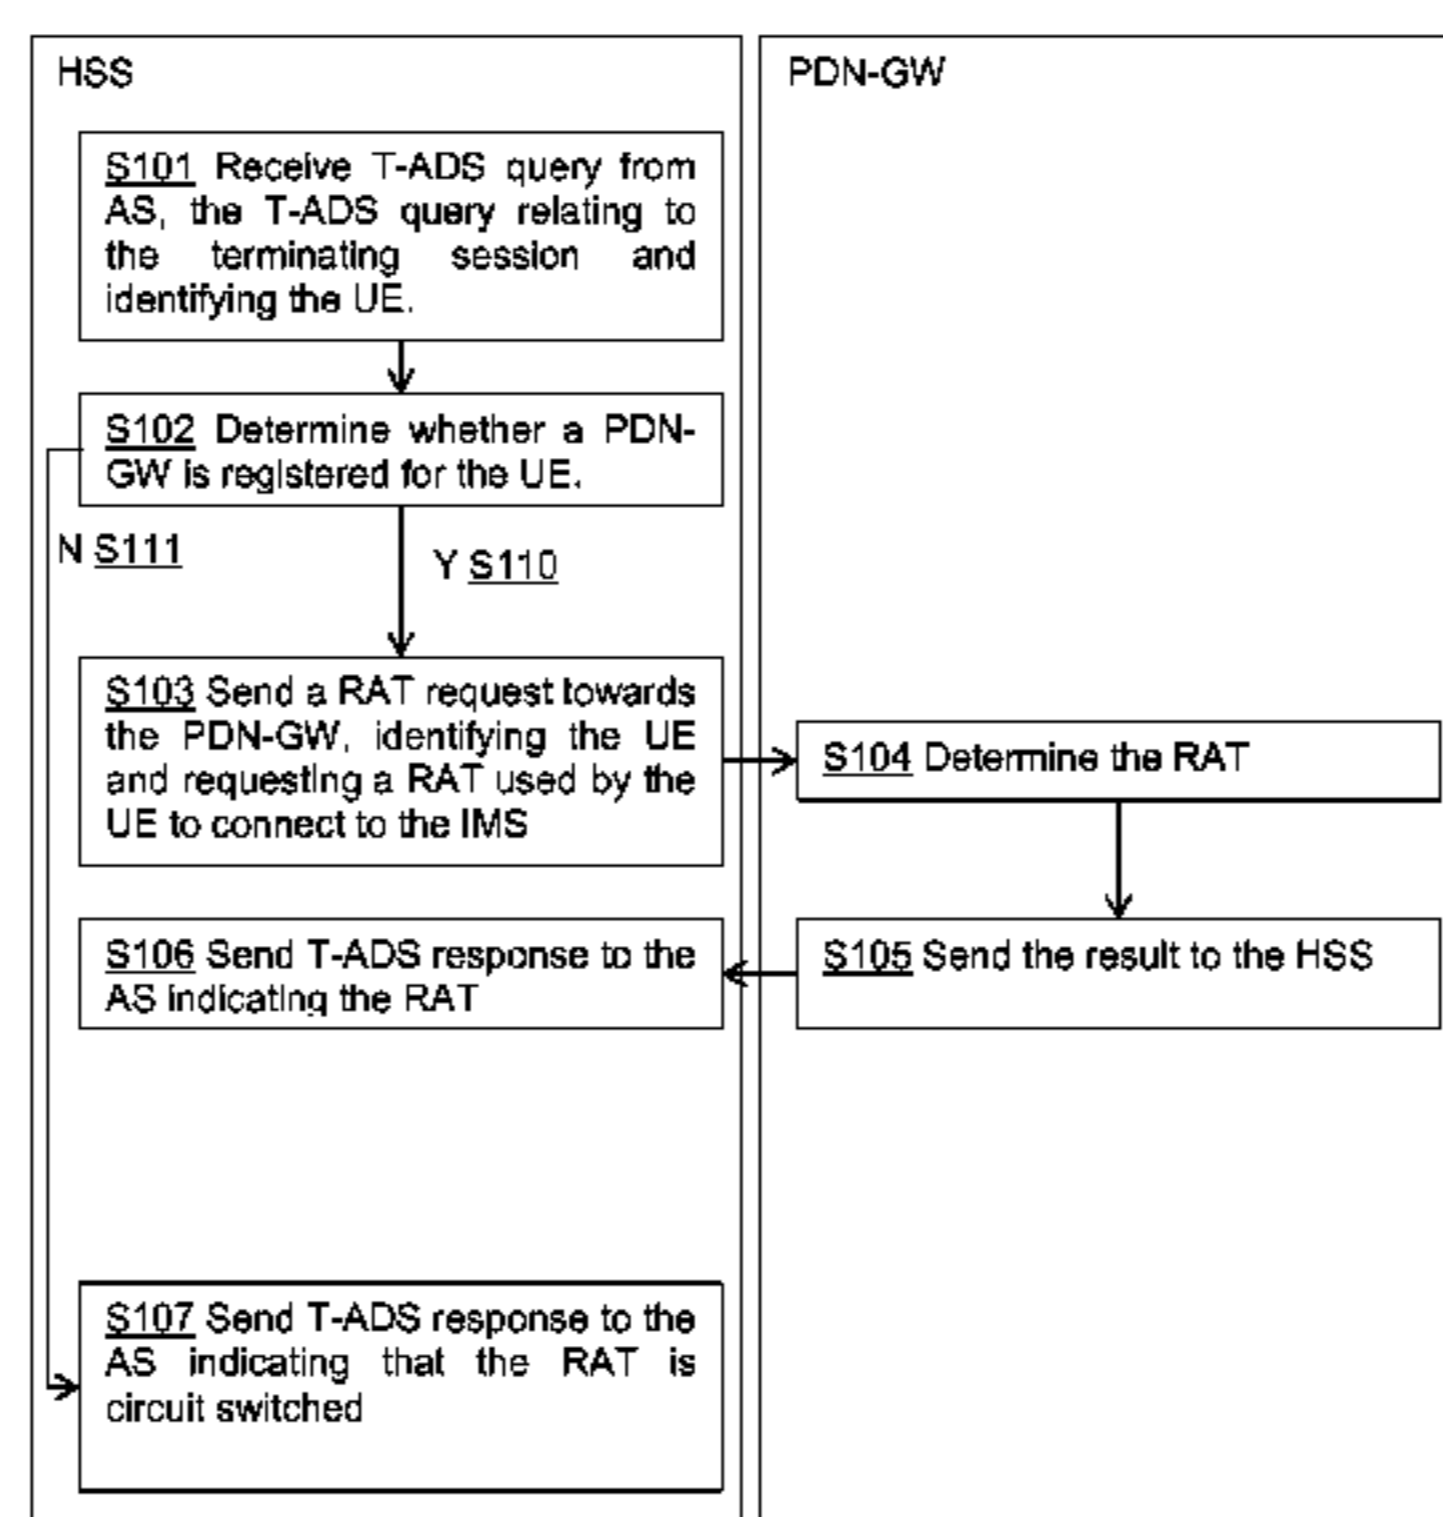 HSS
S101 Receive T-ADS query from
AS, the T-ADS query relating to
the terminating session and
identifying the UE.
S102 Determine whether a PDN-
GW is registered for the UE.
N S111
Y S110
S103 Send a RAT request towards
the PDN-GW, identifying the UE
and requesting a RAT used by the
UE to connect to the IMS
S106 Send T-ADS response to the
AS indicating the RAT
S107 Send T-ADS response to the
AS indicating that the RAT is
circuit switched
PDN-GW
S104 Determine the RAT
S105 Send the result to the HSS